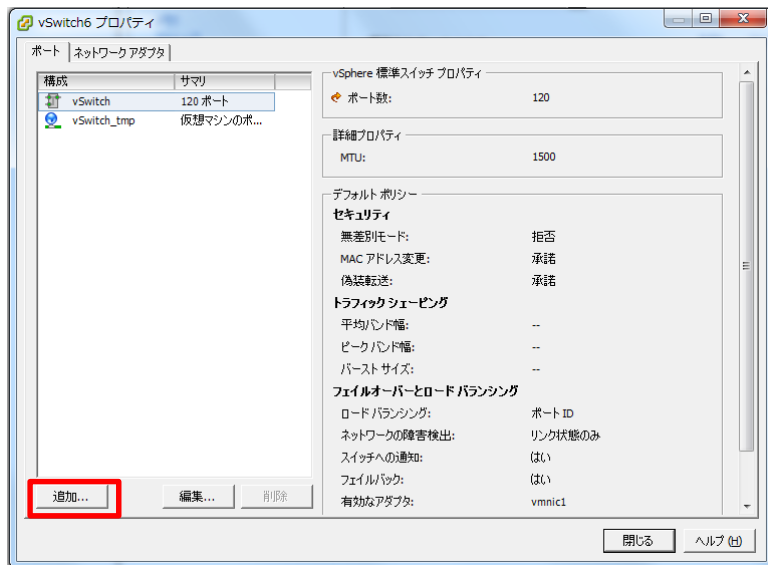 vSwitch6 プロパティ
ポート ネットワーク アダプタ
構成 サマリ
vSwitch 120 ポート
vSwitch_tmp 仮想マシンのポ...
追加... 編集... 削除
vSphere 標準スイッチ プロパティ
ポート数: 120
詳細プロパティ
MTU: 1500
デフォルト ポリシー
セキュリティ
無差別モード: 拒否
MAC アドレス変更: 承諾
偽装転送: 承諾
トラフィック シェーピング
平均バンド幅: --
ピーク バンド幅: --
バースト サイズ: --
フェイルオーバーとロード バランシング
ロード バランシング: ポート ID
ネットワークの障害検出: リンク状態のみ
スイッチへの通知: はい
フェイルバック: はい
有効なアダプタ: vmnic1
閉じる ヘルプ (H)